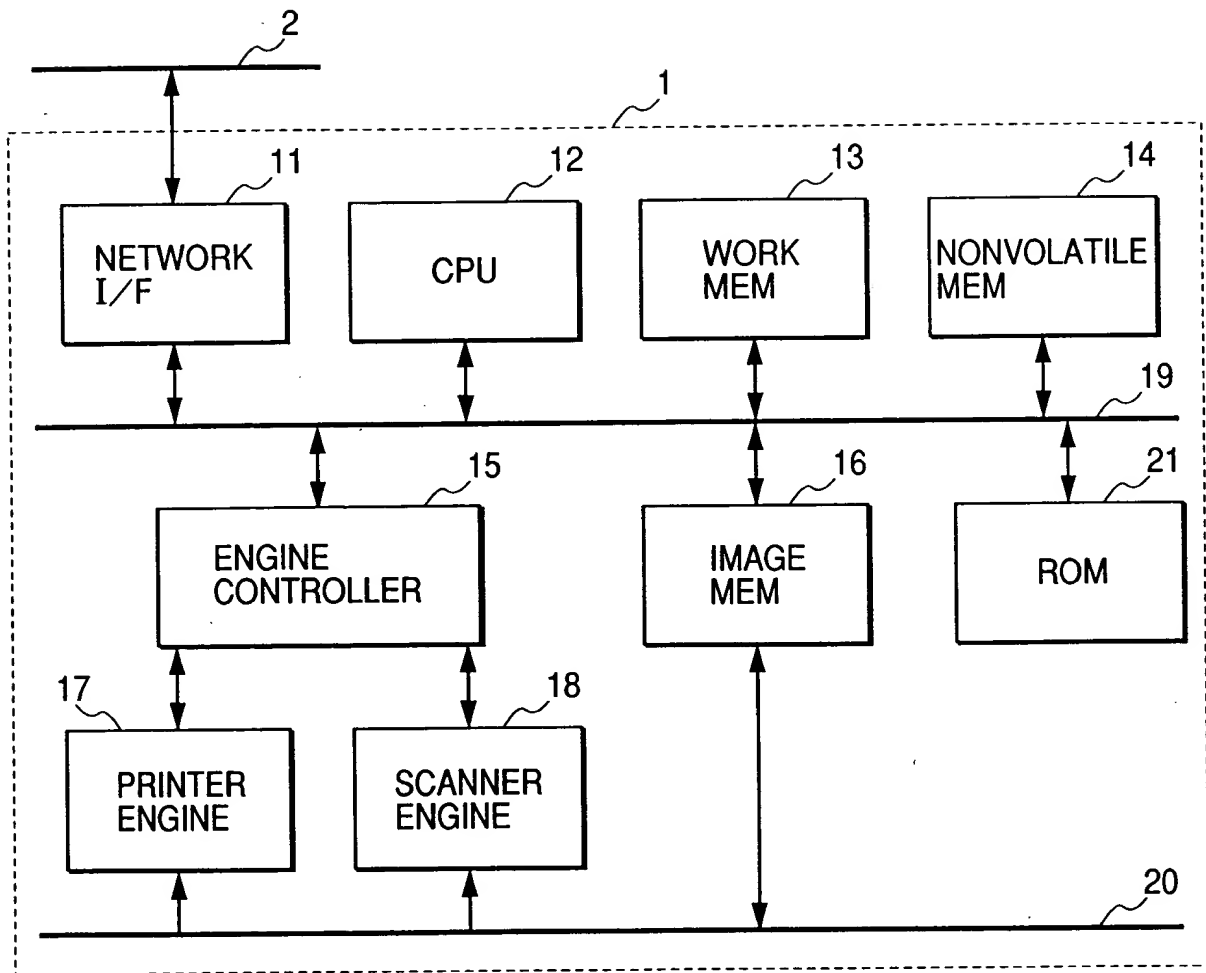 2
1
11
12
13
14
NETWORK
I/F
CPU
WORK
MEM
NONVOLATILE
MEM
19
15
16
21
ENGINE
CONTROLLER
IMAGE
MEM
ROM
17
18
PRINTER
ENGINE
SCANNER
ENGINE
20